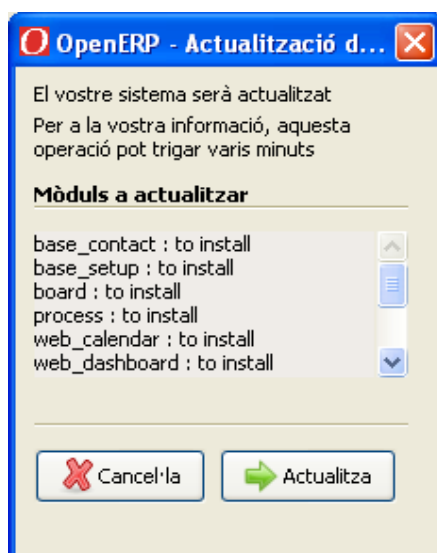 OpenERP - Actualització d...
El vostre sistema serà actualitzat
Per a la vostra informació, aquesta
operació pot trigar varis minuts
Mòduls a actualitzar
base_contact : to install
base_setup : to install
board : to install
process : to install
web_calendar : to install
web_dashboard : to install
Cancel·la
Actualitza